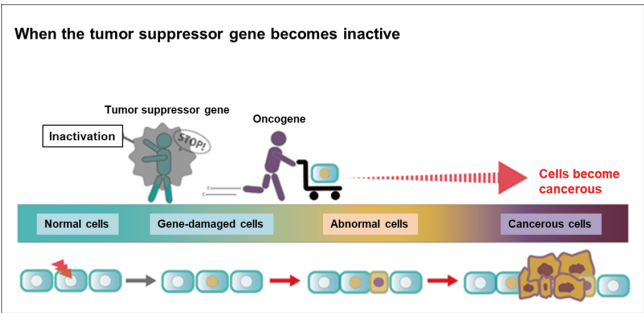 When the tumor suppressor gene becomes inactive
Tumor suppressor gene
Inactivation
STOP!
Oncogene
Cells become
cancerous
Normal cells
Gene-damaged cells
Abnormal cells
Cancerous cells